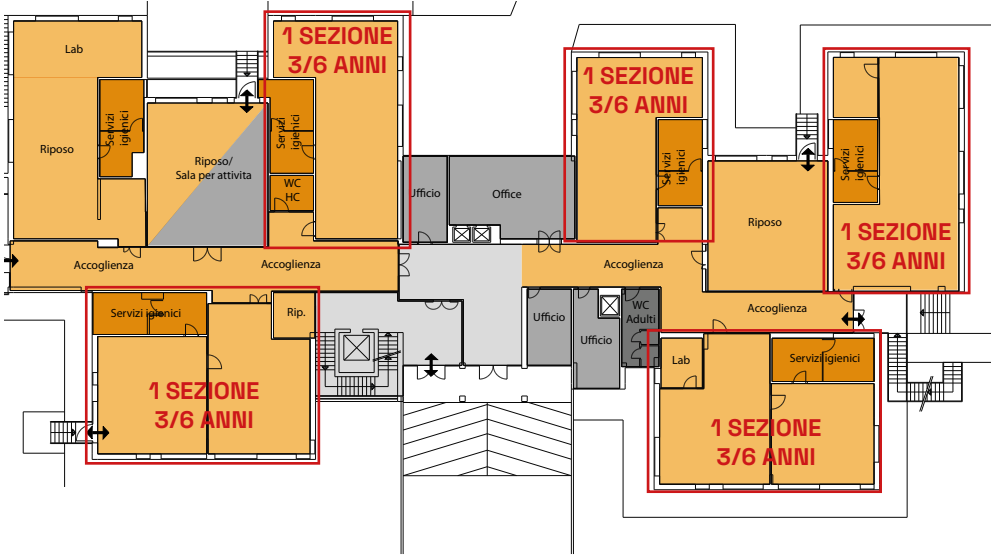 Lab
Riposo
Servizi
igienici
Riposo/
Sala per attivita
1 SEZIONE
3/6 ANNI
Servizi
igienici
WC
HC
Ufficio
Office
1 SEZIONE
3/6 ANNI
Servizi
igienici
Riposo
Servizi
igienici
1 SEZIONE
3/6 ANNI
Accoglienza
Accoglienza
Accoglienza
Accoglienza
Servizi igienici
Rip.
1 SEZIONE
3/6 ANNI
Ufficio
Ufficio
WC
Adulti
Lab
Servizi igienici
1 SEZIONE
3/6 ANNI